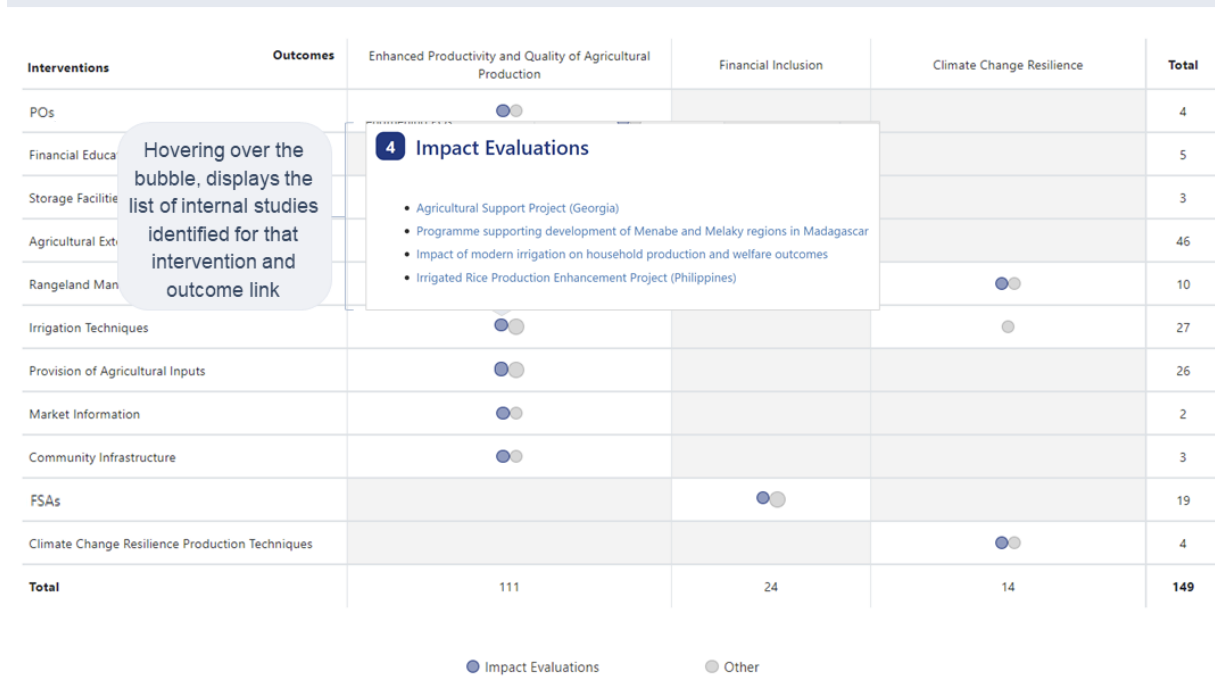 Outcomes
Interventions
Enhanced Productivity and Quality of Agricultural
Production
Financial Inclusion
Climate Change Resilience
Total
POs
4
Financial Educa
5
Storage Facilitie
3
Agricultural Ext
46
Rangeland Man
10
Hovering over the
bubble, displays the
list of internal studies
identified for that
intervention and
outcome link
4 Impact Evaluations
• Agricultural Support Project (Georgia)
• Programme supporting development of Menabe and Melaky regions in Madagascar
• Impact of modern irrigation on household production and welfare outcomes
• Irrigated Rice Production Enhancement Project (Philippines)
Irrigation Techniques
27
Provision of Agricultural Inputs
26
Market Information
2
Community Infrastructure
3
FSAs
19
Climate Change Resilience Production Techniques
4
Total 111 24 14 149
Impact Evaluations Other